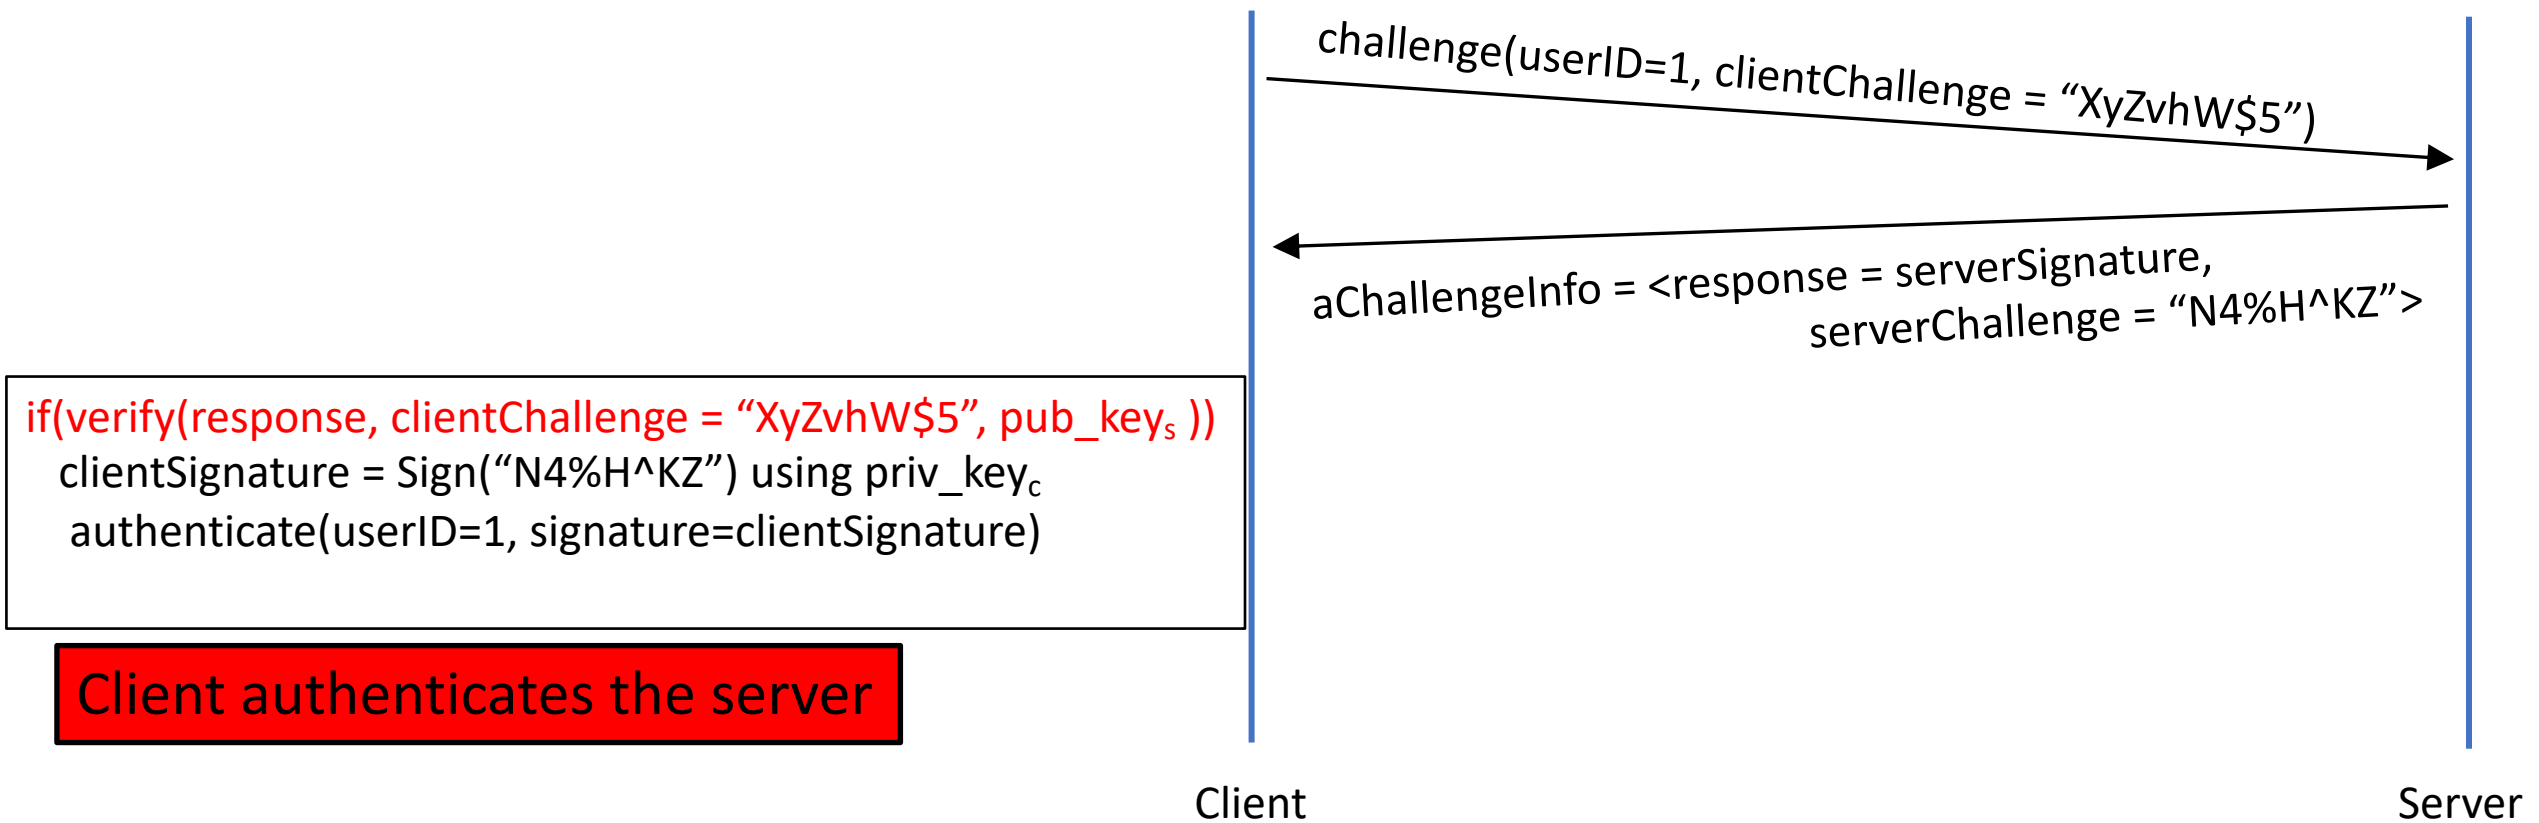 challenge(userID=1, clientChallenge = “XyZvhW$5”)
aChallengeInfo = <response = serverSignature,
serverChallenge = “N4%H^KZ”>
if(verify(response, clientChallenge = “XyZvhW$5”, pub_keys ))
clientSignature = Sign(“N4%H^KZ”) using priv_keyc
authenticate(userID=1, signature=clientSignature)
Client authenticates the server
Client
Server